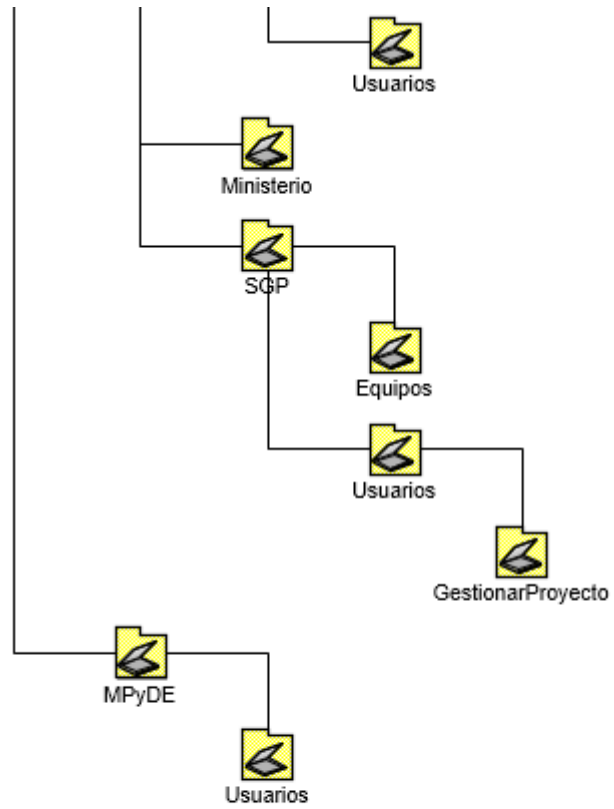 Usuarios
Ministerio
SGP
Equipos
Usuarios
GestionarProyecto
MPyDE
Usuarios